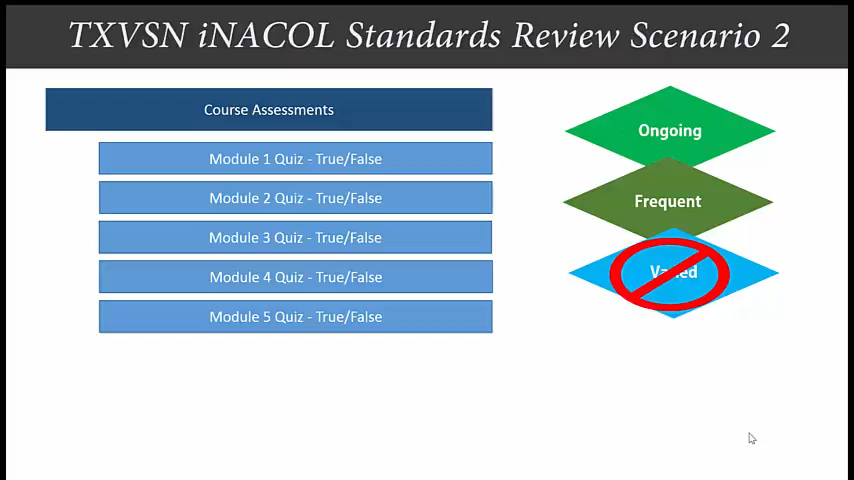 TXVSN iNACOL Standards Review Scenario 2
Course Assessments
Module 1 Quiz - True/False
Module 2 Quiz - True/False
Module 3 Quiz - True/False
Module 4 Quiz - True/False
Module 5 Quiz - True/False
Ongoing
Frequent
Varied